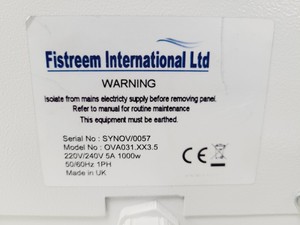 Fistreem International Ltd
WARNING
Isolate from mains electricty supply before removing panel.
Refer to manual for routine maintenance
This equipment must be earthed.
Serial No : SYNOV/0057
Model No : OVA031.XX3.5
220V/240V 5A 1000w
50/60Hz 1PH
Made in UK
CE